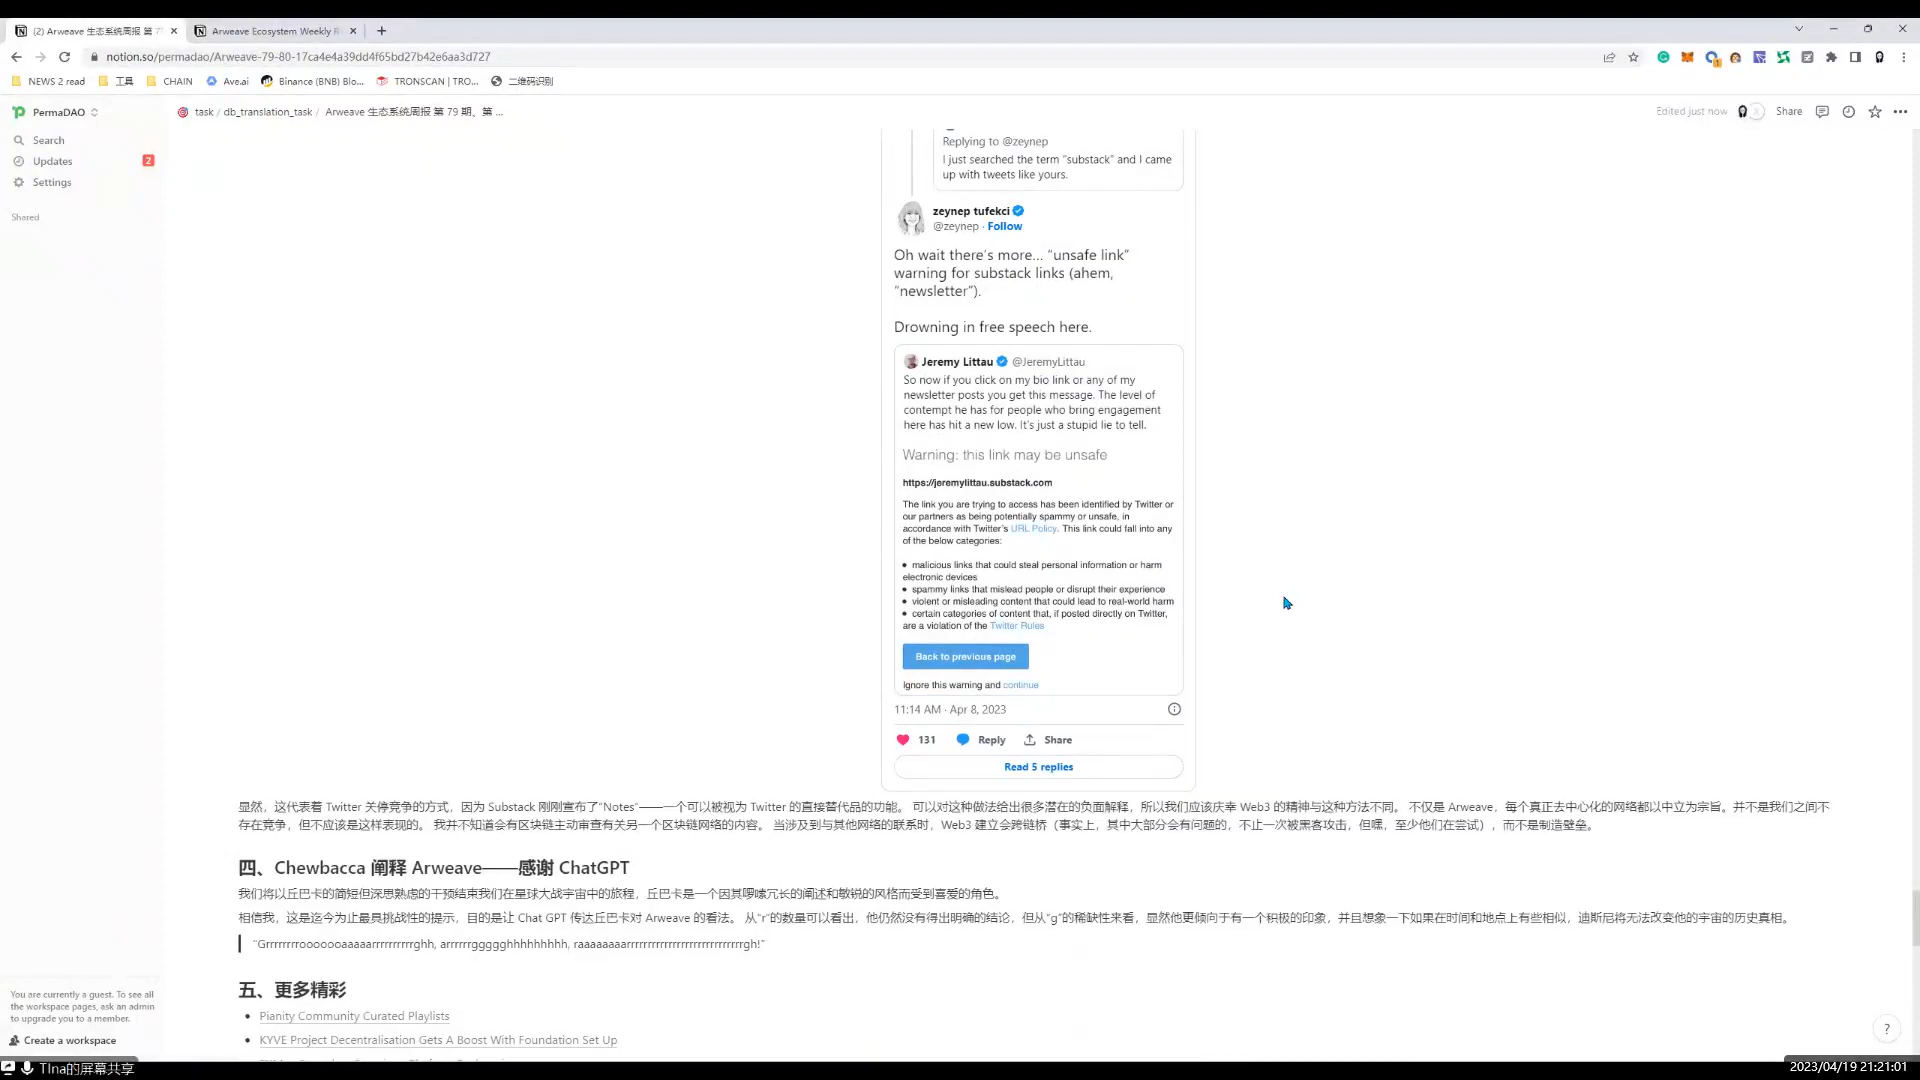 (2) Arweave 生态系统周报 第 7
Arweave Ecosystem Weekly R
notion.so/permadao/Arweave-79-80-17ca4e4a39dd4f65bd27b42e6aa3d727
NEWS 2 read
工具
CHAIN
Ave.ai
Binance (BNB) Blo...
TRONSCAN | TRO...
二维码识别
PermaDAO
task / db_translation_task / Arweave 生态系统周报 第 79 期、第 ...
Edited just now
Share
Search
Updates
2
Settings
Shared
Replying to @zeynep
I just searched the term "substack" and I came
up with tweets like yours.
zeynep tufekci
@zeynep · Follow
Oh wait there's more... "unsafe link"
warning for substack links (ahem,
"newsletter").
Drowning in free speech here.
Jeremy Littau @JeremyLittau
So now if you click on my bio link or any of my
newsletter posts you get this message. The level of
contempt he has for people who bring engagement
here has hit a new low. It's just a stupid lie to tell.
Warning: this link may be unsafe
https://jeremylittau.substack.com
The link you are trying to access has been identified by Twitter or
our partners as being potentially spammy or unsafe, in
accordance with Twitter's URL Policy. This link could fall into any
of the below categories:
• malicious links that could steal personal information or harm
electronic devices
• spammy links that mislead people or disrupt their experience
• violent or misleading content that could lead to real-world harm
• certain categories of content that, if posted directly on Twitter,
are a violation of the Twitter Rules
Back to previous page
Ignore this warning and continue
11:14 AM · Apr 8, 2023
131 Reply Share
Read 5 replies
显然，这代表着 Twitter 关停竞争的方式，因为 Substack 刚刚宣布了"Notes"——一个可以被视为 Twitter 的直接替代品的功能。 可以对这种做法给出很多潜在的负面解释，所以我们应该庆幸 Web3 的精神与这种方法不同。 不仅是 Arweave，每个真正去中心化的网络都以中立为宗旨。并不是我们之间不
存在竞争，但不应该是这样表现的。 我并不知道会有区块链主动审查有关另一个区块链网络的内容。 当涉及到与其他网络的联系时，Web3 建立会跨链桥（事实上，其中大部分会有问题的，不止一次被黑客攻击，但嘿，至少他们在尝试），而不是制造壁垒。
四、Chewbacca 阐释 Arweave——感谢 ChatGPT
我们将以丘巴卡的简短但深思熟虑的干预结束我们在星球大战宇宙中的旅程，丘巴卡是一个因其啰嗦冗长的阐述和敏锐的风格而受到喜爱的角色。
相信我，这是迄今为止最具挑战性的提示，目的是让 Chat GPT 传达丘巴卡对 Arweave 的看法。 从"r"的数量可以看出，他仍然没有得出明确的结论，但从"g"的稀缺性来看，显然他更倾向于有一个积极的印象，并且想象一下如果在时间和地点上有些相似，迪斯尼将无法改变他的宇宙的历史真相。
"Grrrrrrrrooooooaaaaarrrrrrrrrrghh, arrrrrrggggghhhhhhhhhh, raaaaaaaarrrrrrrrrrrrrrrrrrrrrrrrrrrgh!"
五、更多精彩
• Pianity Community Curated Playlists
• KYVE Project Decentralisation Gets A Boost With Foundation Set Up
You are currently a guest. To see all
the workspace pages, ask an admin
to upgrade you to a member.
Create a workspace
?
TIna的屏幕共享
2023/04/19 21:21:01